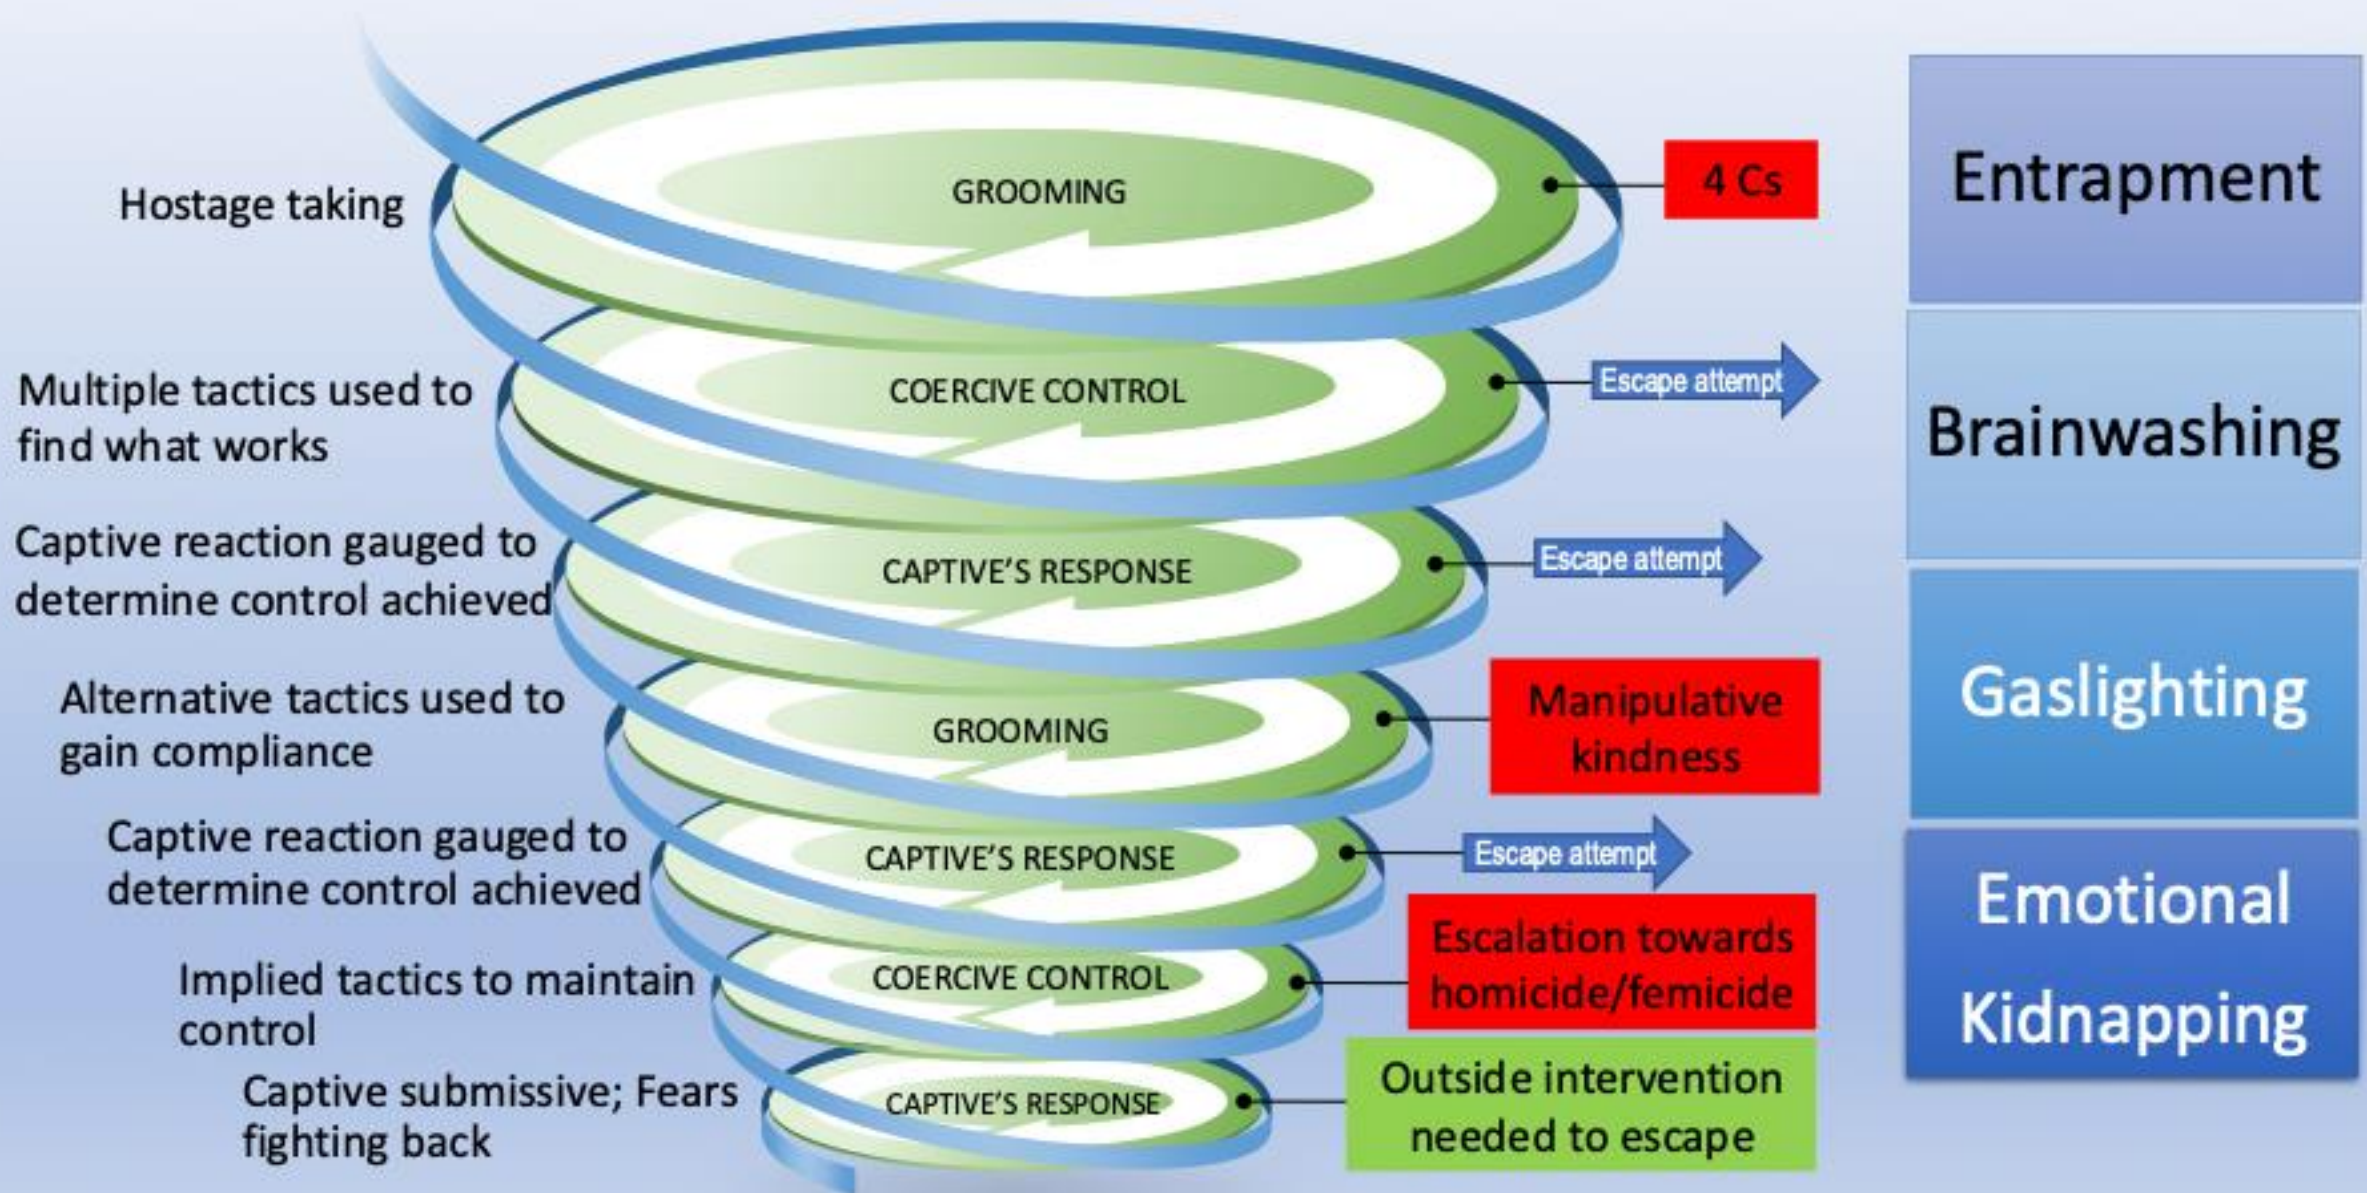 Hostage taking
GROOMING
4 Cs
Entrapment
Multiple tactics used to
find what works
COERCIVE CONTROL
Escape attempt
Brainwashing
Captive reaction gauged to
determine control achieved
CAPTIVE'S RESPONSE
Escape attempt
Gaslighting
Alternative tactics used to
gain compliance
GROOMING
Manipulative
kindness
Captive reaction gauged to
determine control achieved
CAPTIVE'S RESPONSE
Escape attempt
Emotional
Kidnapping
Implied tactics to maintain
control
COERCIVE CONTROL
Escalation towards
homicide/femicide
Captive submissive; Fears
fighting back
CAPTIVE'S RESPONSE
Outside intervention
needed to escape